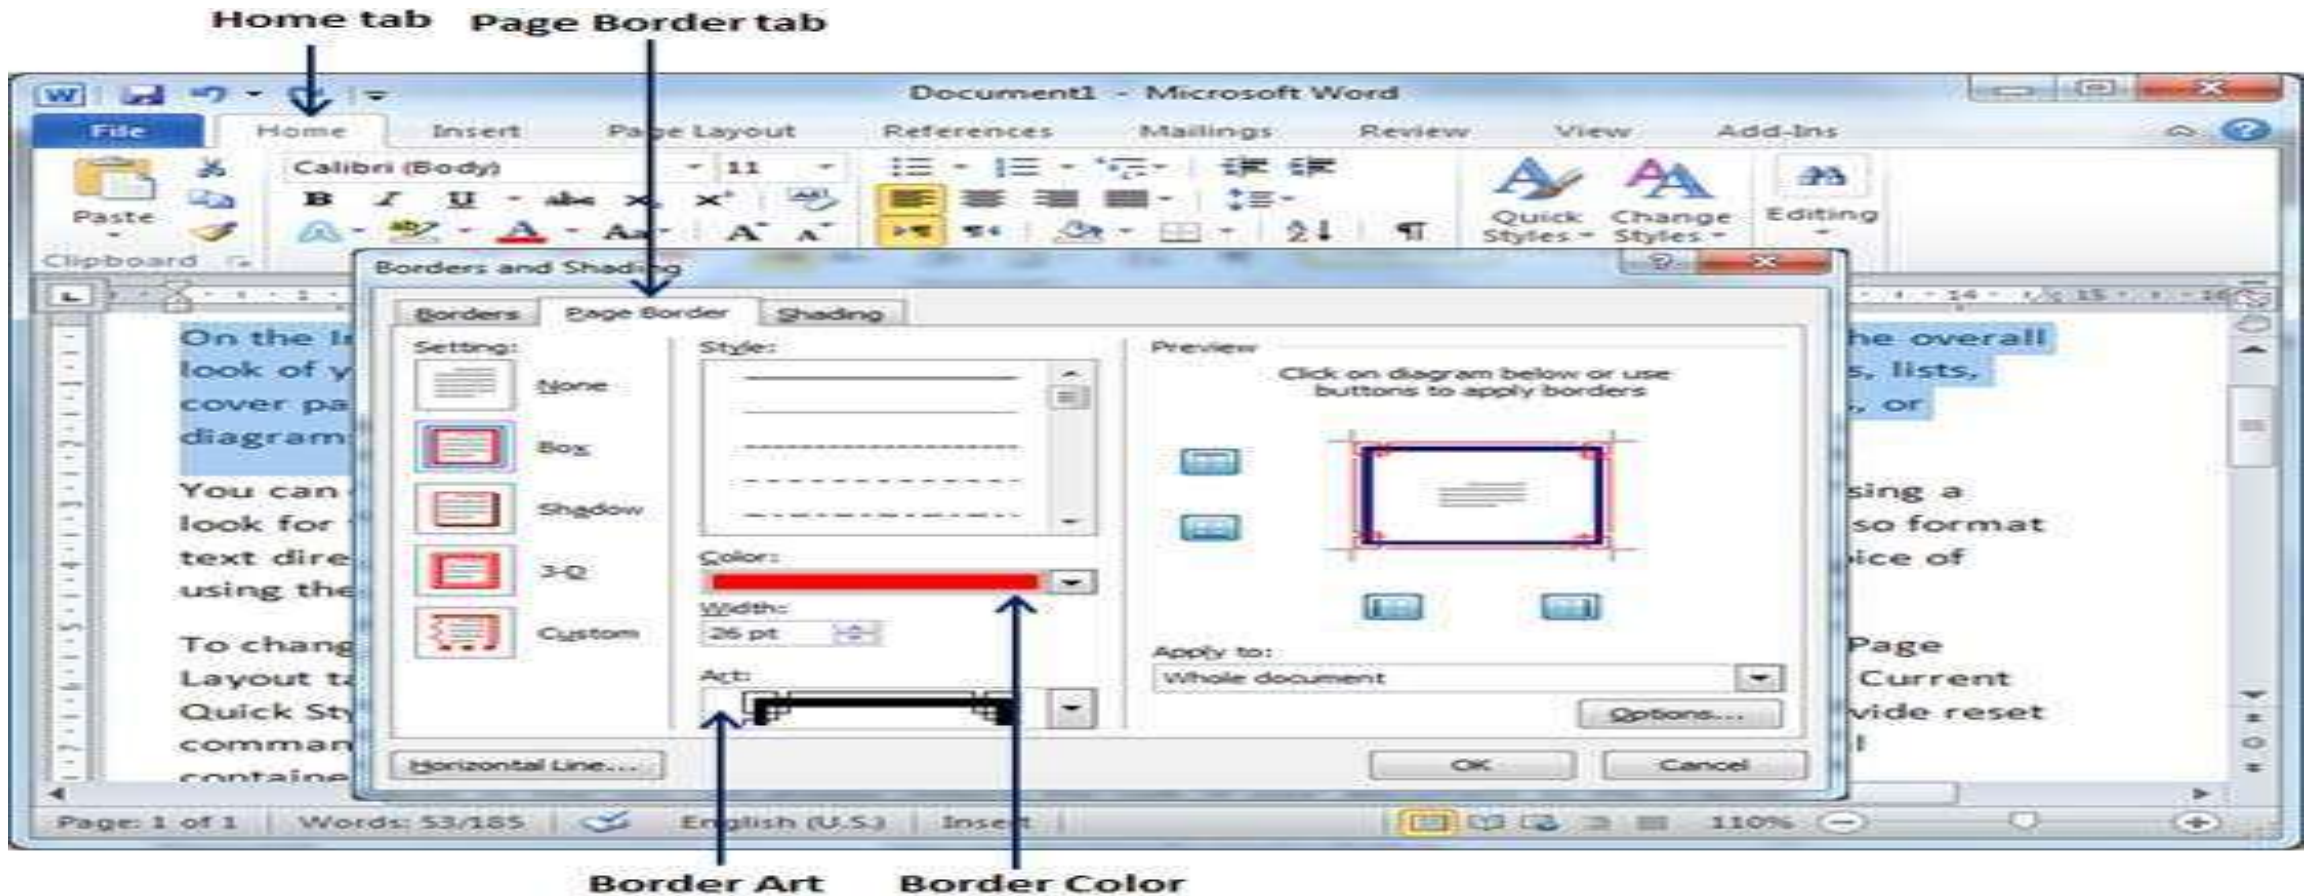 Home tab Page Border tab
Document1 - Microsoft Word
File Home Insert Page Layout References Mailings Review View Add-Ins
Calibri (Body) 11
Paste
Quick Styles
Change Styles
Editing
Clipboard
Borders and Shading
Borders Page Border Shading
Setting:
None
Box
Shadow
3-D
Custom
Style:
Color:
Width:
26 pt
Art:
Preview
Click on diagram below or use
buttons to apply borders
Apply to:
Whole document
Options...
Horizontal Line...
OK Cancel
On the he overall
look of y s, lists,
cover pa , or
diagram
You can sing a
look for so format
text dire ice of
using the
To chang Page
Layout ta Current
Quick Sty vide reset
comman
containe
Page: 1 of 1 Words: 53/185 English (U.S.) Insert 110%
Border Art Border Color